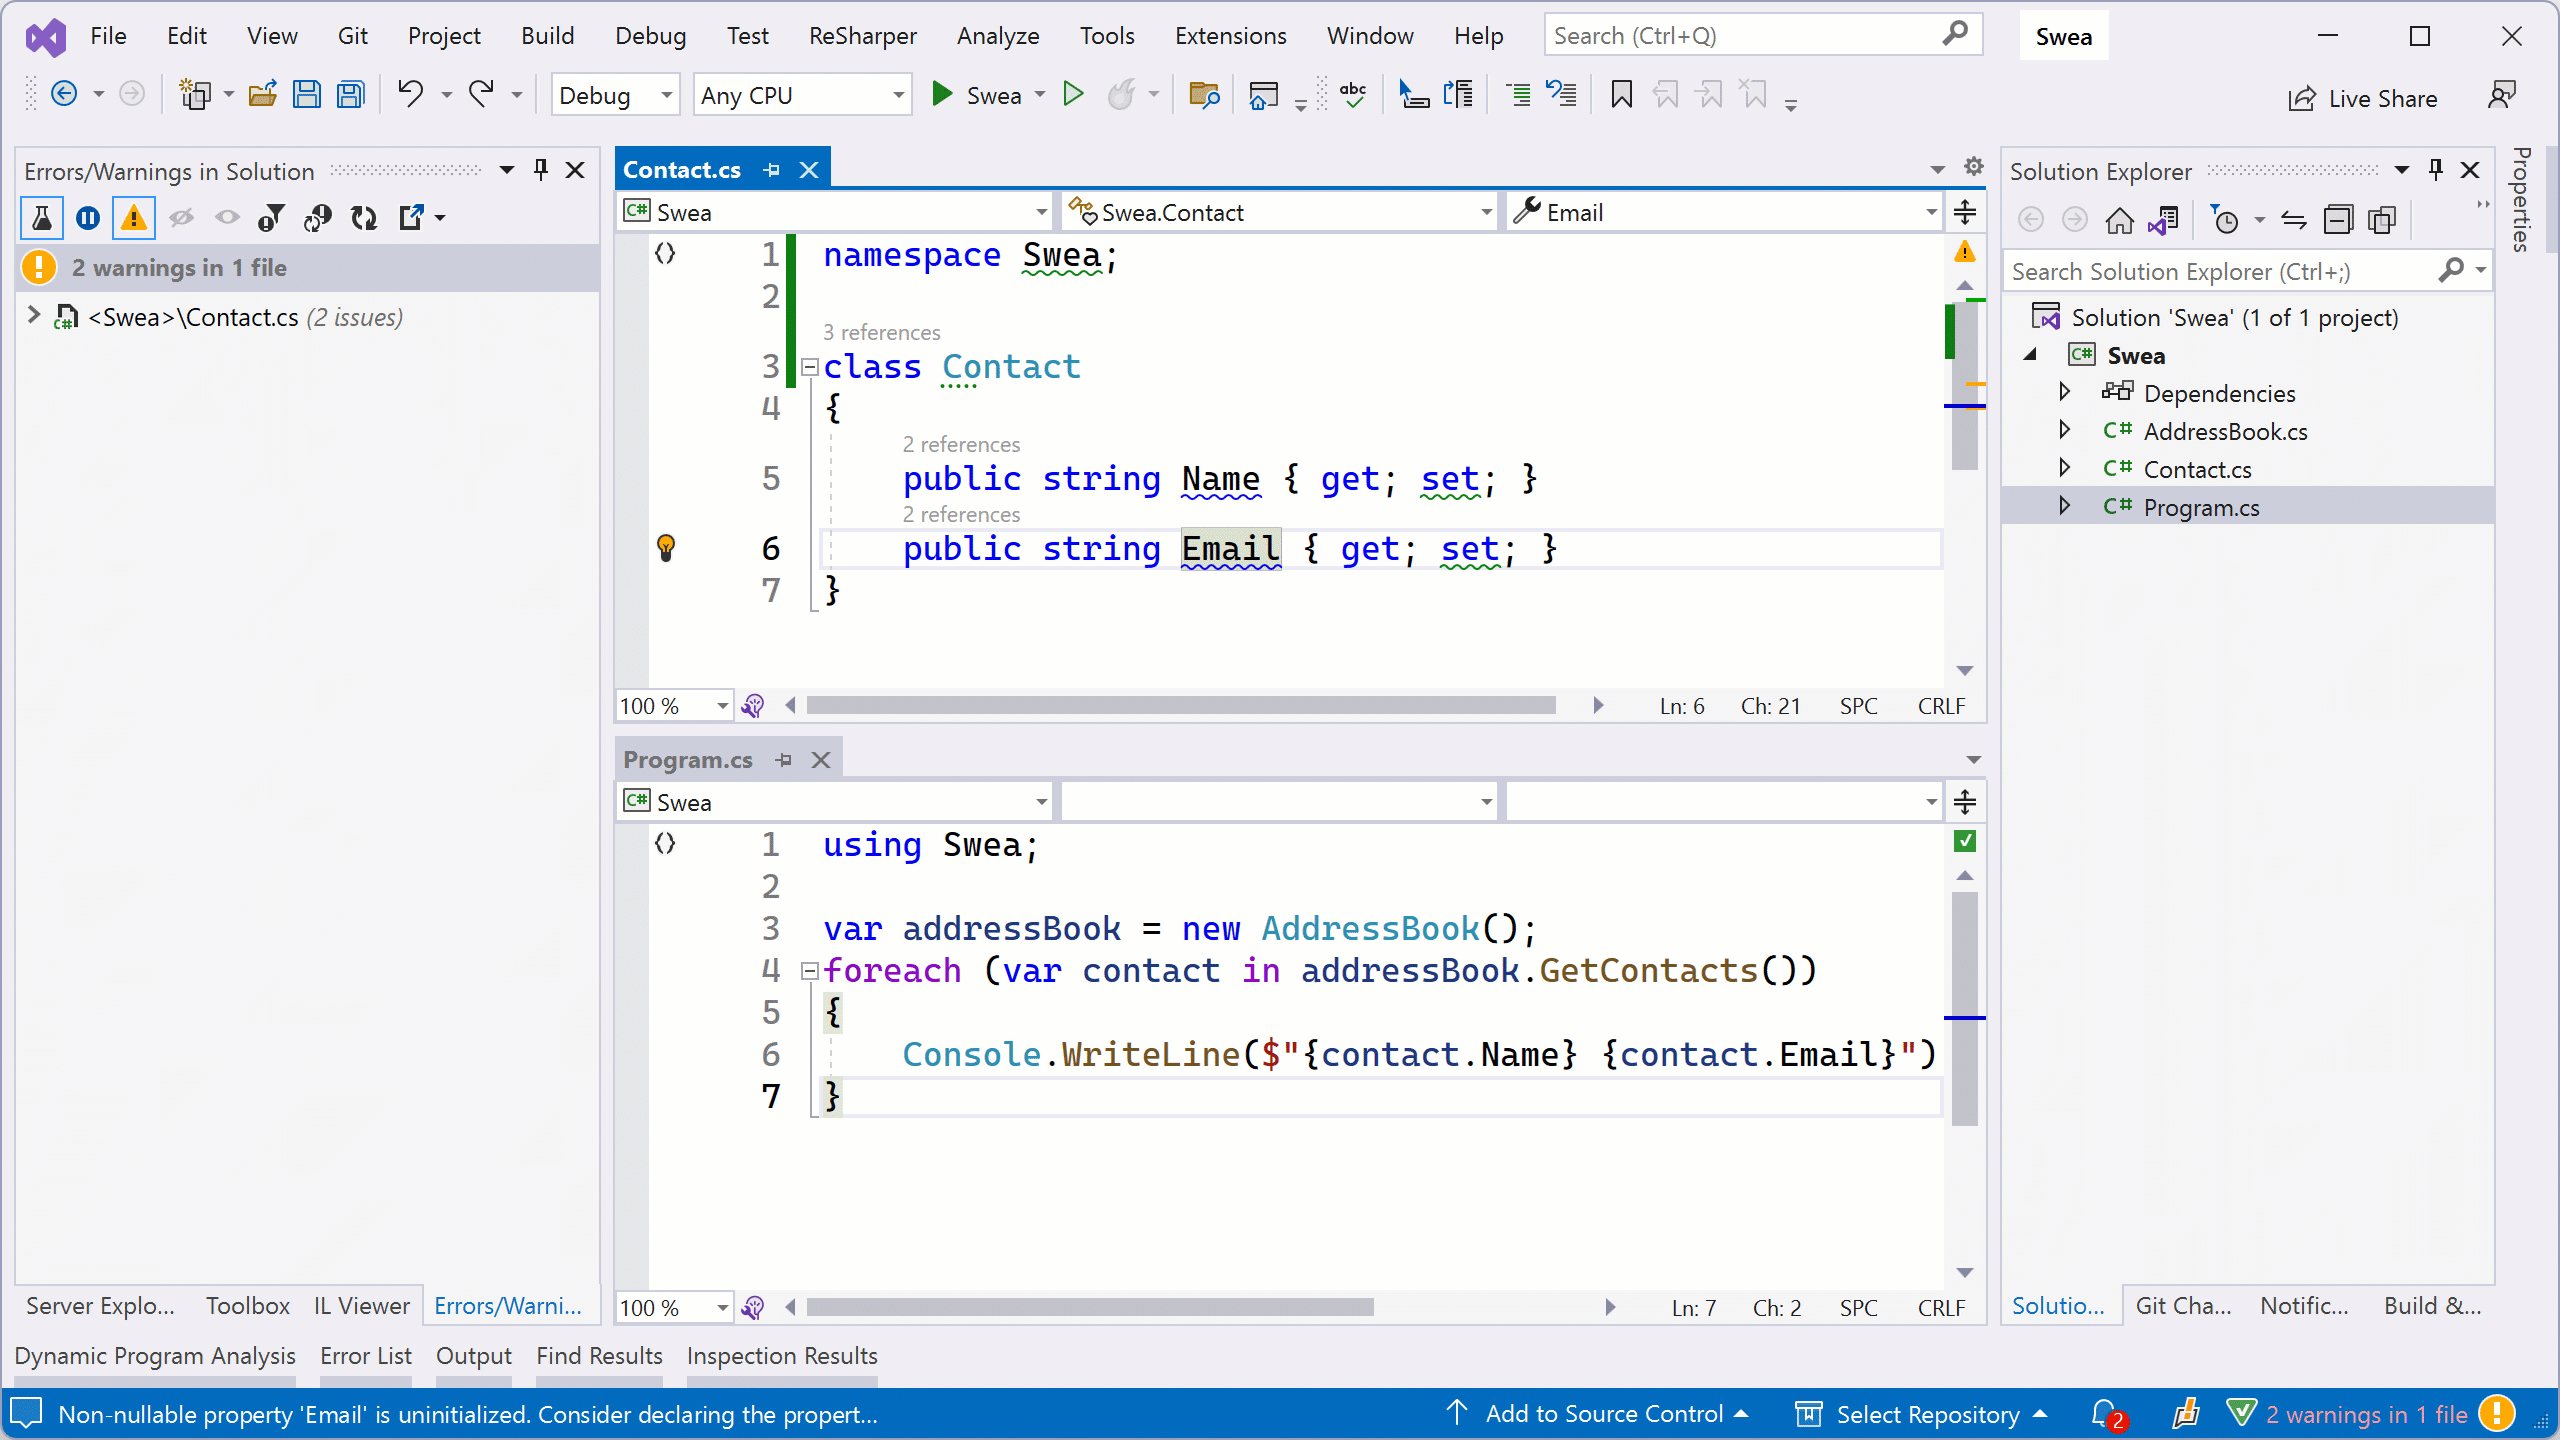 File Edit View Git Project Build Debug Test ReSharper Analyze Tools Extensions Window Help Search (Ctrl+Q) Swea
Debug Any CPU Swea abc Live Share
Errors/Warnings in Solution
2 warnings in 1 file
C# <Swea>\Contact.cs (2 issues)
Contact.cs
C# Swea Swea.Contact Email
1 namespace Swea;
2
3 references
3 class Contact
4 {
2 references
5 public string Name { get; set; }
2 references
6 public string Email { get; set; }
7 }
100 % Ln: 6 Ch: 21 SPC CRLF
Program.cs
C# Swea
1 using Swea;
2
3 var addressBook = new AddressBook();
4 foreach (var contact in addressBook.GetContacts())
5 {
6 Console.WriteLine($"{contact.Name} {contact.Email}")
7 }
100 % Ln: 7 Ch: 2 SPC CRLF
Solution Explorer
Search Solution Explorer (Ctrl+;)
Solution 'Swea' (1 of 1 project)
C# Swea
Dependencies
C# AddressBook.cs
C# Contact.cs
C# Program.cs
Properties
Server Explo... Toolbox IL Viewer Errors/Warni...
Solutio... Git Cha... Notific... Build &...
Dynamic Program Analysis Error List Output Find Results Inspection Results
Non-nullable property 'Email' is uninitialized. Consider declaring the propert... Add to Source Control Select Repository 2 2 warnings in 1 file